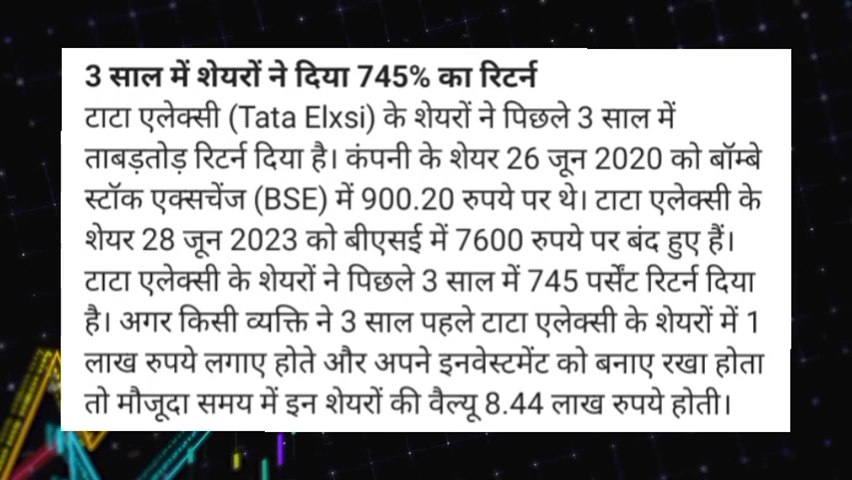 3 साल में शेयरों ने दिया 745% का रिटर्न
टाटा एलेक्सी (Tata Elxsi) के शेयरों ने पिछले 3 साल में
ताबड़तोड़ रिटर्न दिया है। कंपनी के शेयर 26 जून 2020 को बॉम्बे
स्टॉक एक्सचेंज (BSE) में 900.20 रुपये पर थे। टाटा एलेक्सी के
शेयर 28 जून 2023 को बीएसई में 7600 रुपये पर बंद हुए हैं।
टाटा एलेक्सी के शेयरों ने पिछले 3 साल में 745 पर्सेंट रिटर्न दिया
है। अगर किसी व्यक्ति ने 3 साल पहले टाटा एलेक्सी के शेयरों में 1
लाख रुपये लगाए होते और अपने इनवेस्टमेंट को बनाए रखा होता
तो मौजूदा समय में इन शेयरों की वैल्यू 8.44 लाख रुपये होती।